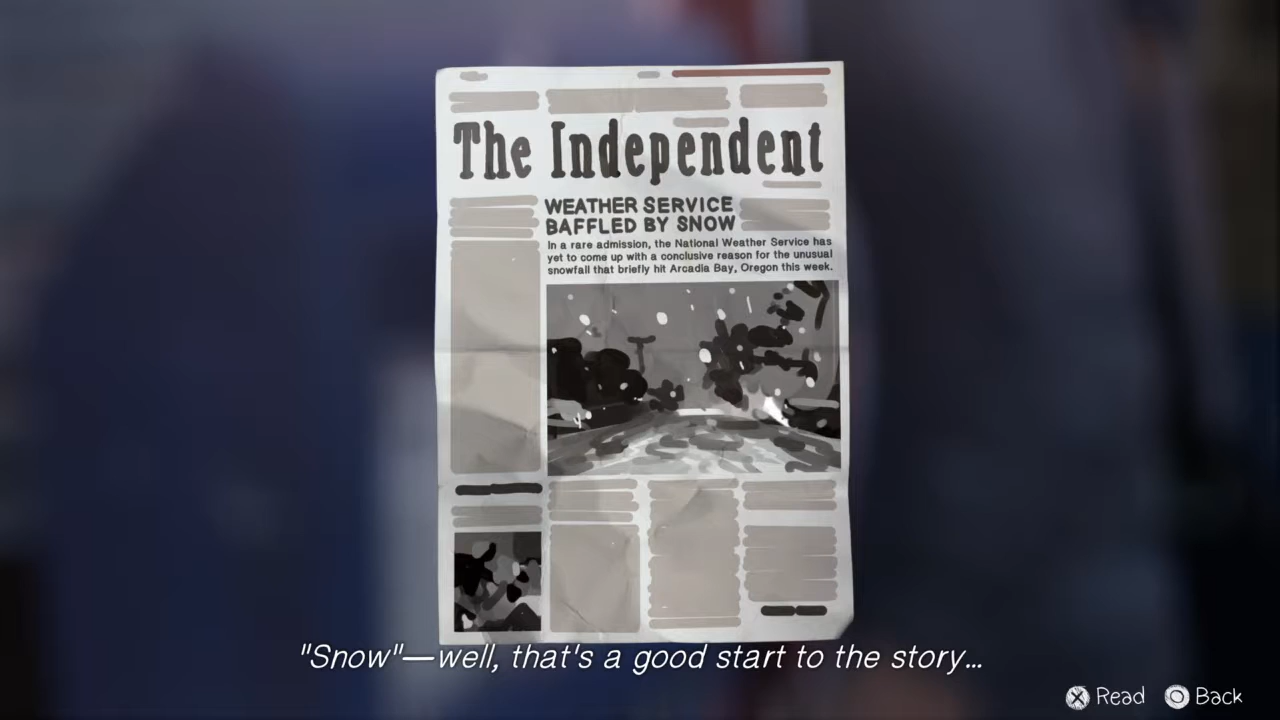 The Independent
WEATHER SERVICE
BAFFLED BY SNOW
In a rare admission, the National Weather Service has
yet to come up with a conclusive reason for the unusual
snowfall that briefly hit Arcadia Bay, Oregon this week.
"Snow"—well, that's a good start to the story...
Read Back